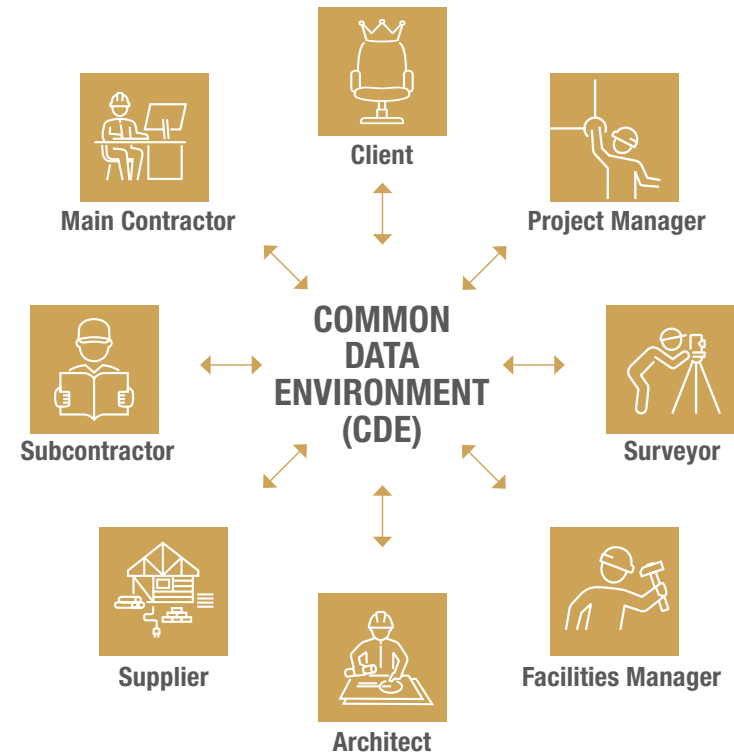 Client
Main Contractor
Project Manager
COMMON
DATA
ENVIRONMENT
(CDE)
Subcontractor
Surveyor
Supplier
Facilities Manager
Architect